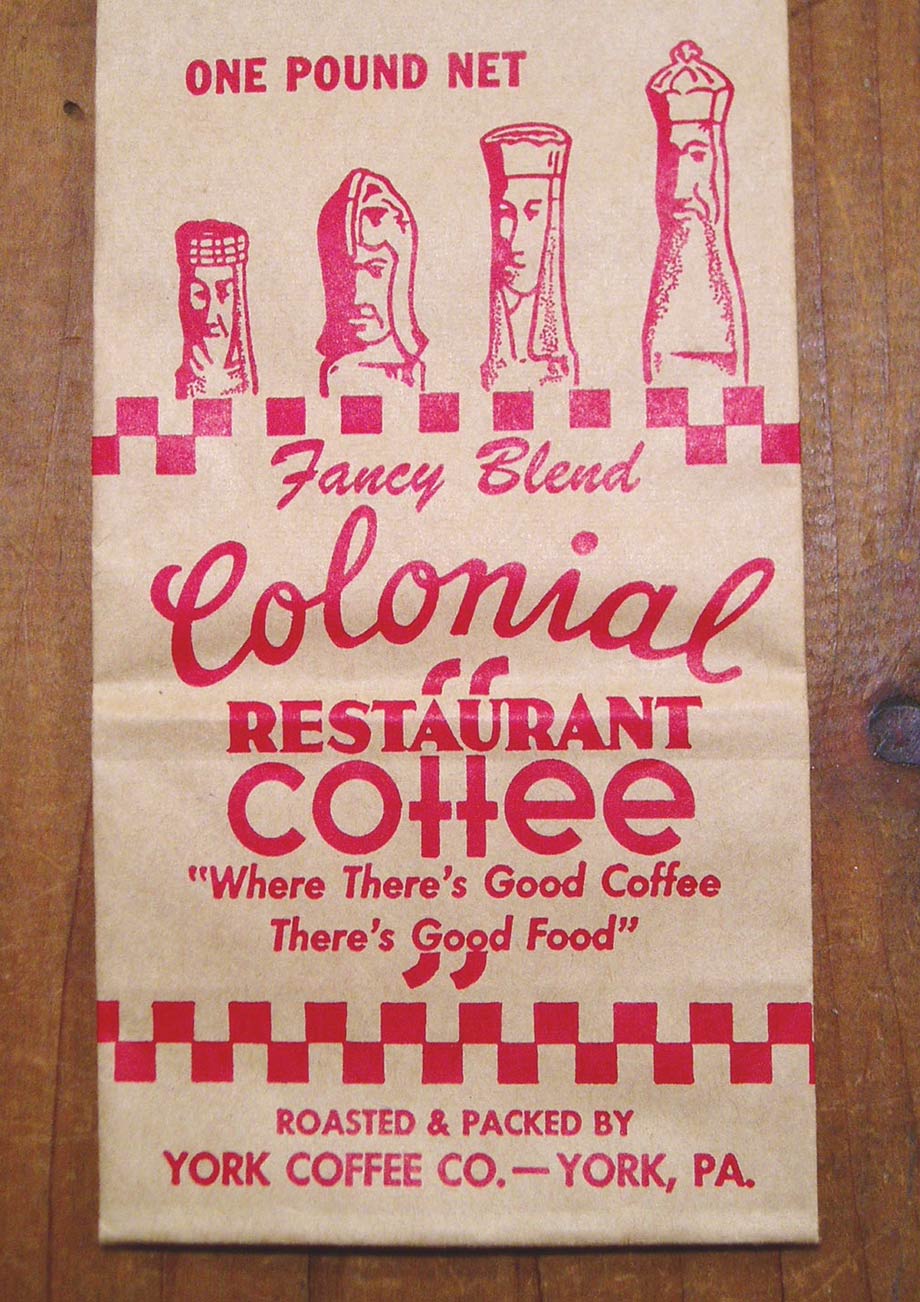 ONE POUND NET
Fancy Blend
Colonial
RESTAURANT
coffee
"Where There's Good Coffee
There's Good Food"
ROASTED & PACKED BY
YORK COFFEE CO.—YORK, PA.